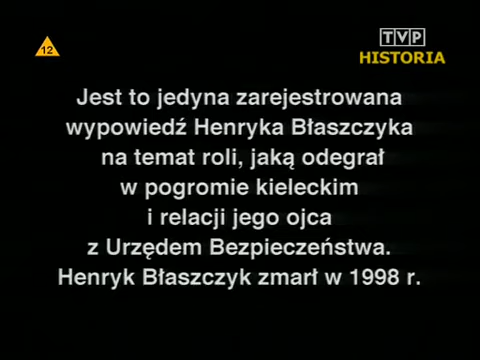 12
TVP
HISTORIA
Jest to jedyna zarejestrowana
wypowiedź Henryka Błaszczyka
na temat roli, jaką odegrał
w pogromie kieleckim
i relacji jego ojca
z Urzędem Bezpieczeństwa.
Henryk Błaszczyk zmarł w 1998 r.